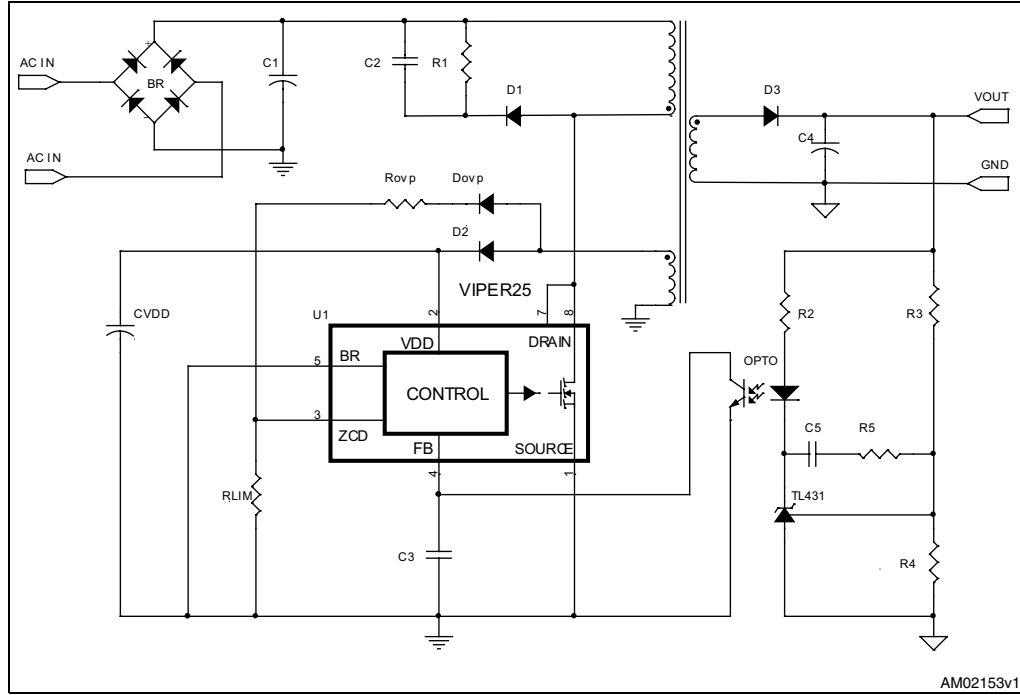 AC IN
BR
+
-
C1
C2
R1
D1
D3
VOUT
C4
AC IN
GND
Rovp
Dovp
D2
VIPER25
CVDD
U1
2
7
8
R2
R3
VDD
DRAIN
5
BR
OPTO
CONTROL
3
ZCD
FB
SOURCE
C5
R5
4
1
RLIM
TL431
C3
R4
AM02153v1